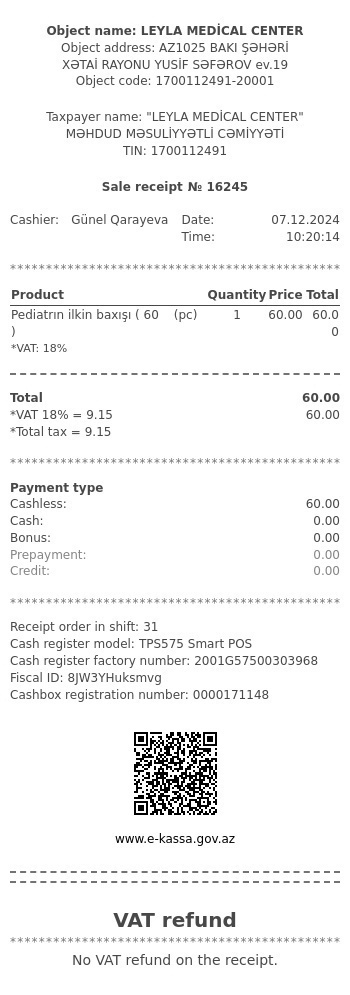 Object name: LEYLA MEDİCAL CENTER
Object address: AZ1025 BAKI ŞƏHƏRİ
XƏTAİ RAYONU YUSİF SƏFƏROV ev.19
Object code: 1700112491-20001
Taxpayer name: "LEYLA MEDİCAL CENTER"
MƏHDUD MƏSULİYYƏTLİ CƏMİYYƏTİ
TIN: 1700112491
Sale receipt № 16245
Cashier: Günel Qarayeva Date: 07.12.2024
Time: 10:20:14
********************************************
Product Quantity Price Total
Pediatrın ilkin baxışı ( 60 (pc) 1 60.00 60.0
) 0
*VAT: 18%
Total 60.00
*VAT 18% = 9.15 60.00
*Total tax = 9.15
********************************************
Payment type
Cashless: 60.00
Cash: 0.00
Bonus: 0.00
Prepayment: 0.00
Credit: 0.00
********************************************
Receipt order in shift: 31
Cash register model: TPS575 Smart POS
Cash register factory number: 2001G57500303968
Fiscal ID: 8JW3YHuksmvg
Cashbox registration number: 0000171148
www.e-kassa.gov.az
VAT refund
********************************************
No VAT refund on the receipt.